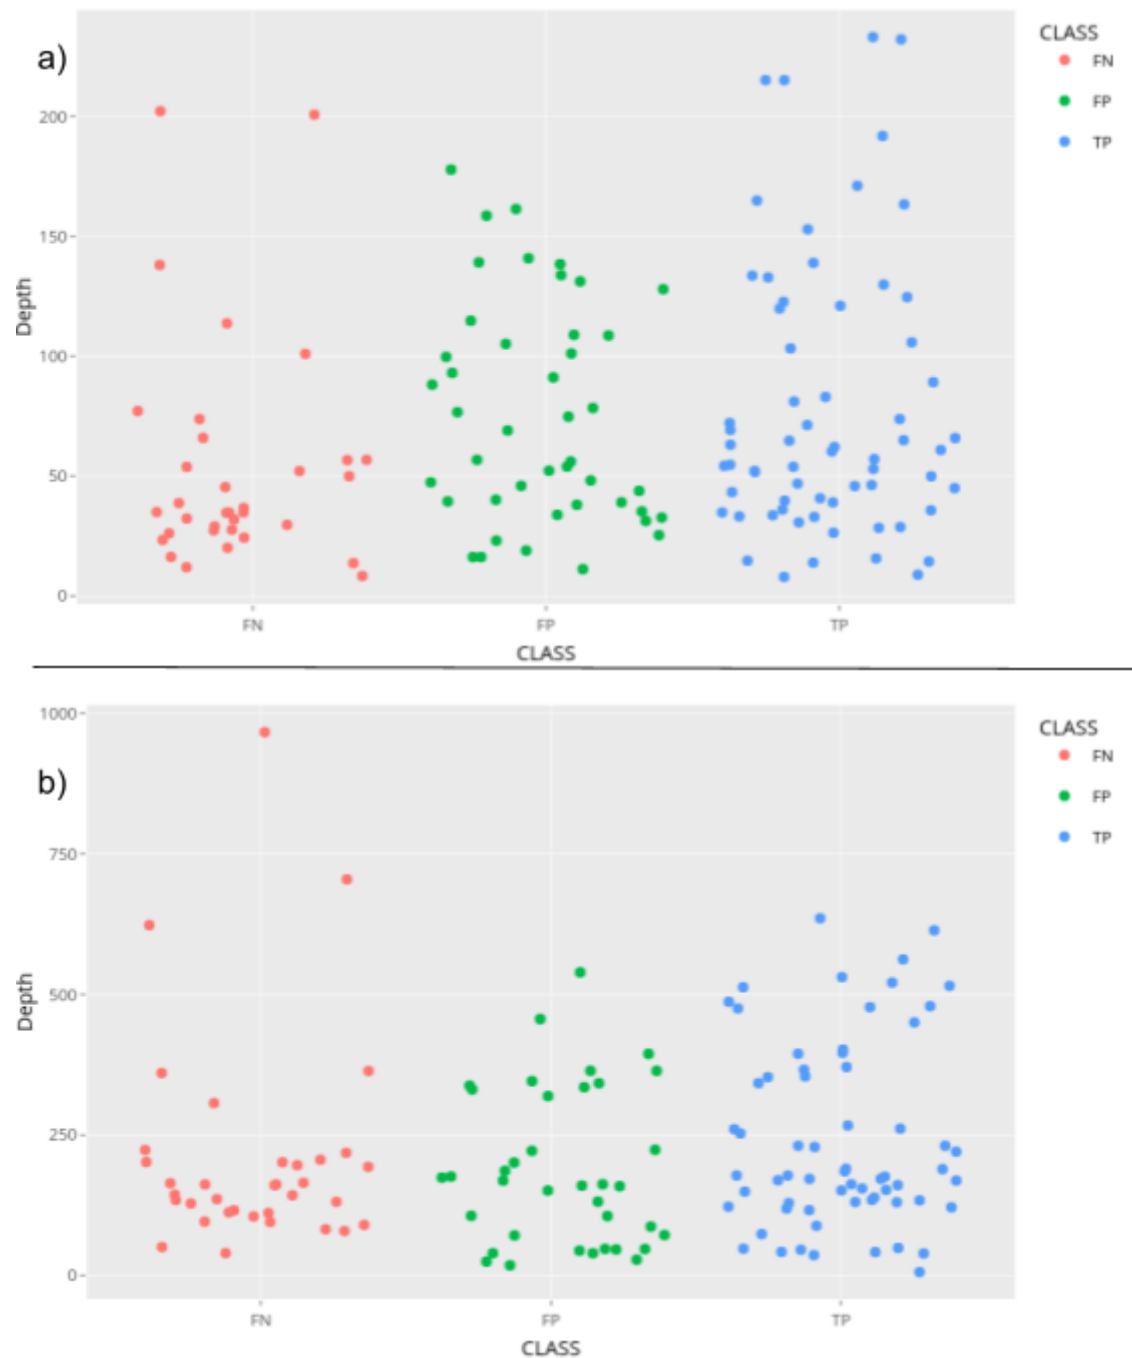 a)
CLASS
FN
FP
TP
200
150
100
50
0
Depth
FN FP TP
CLASS
b)
CLASS
FN
FP
TP
1000
750
500
250
0
Depth
FN FP TP
CLASS